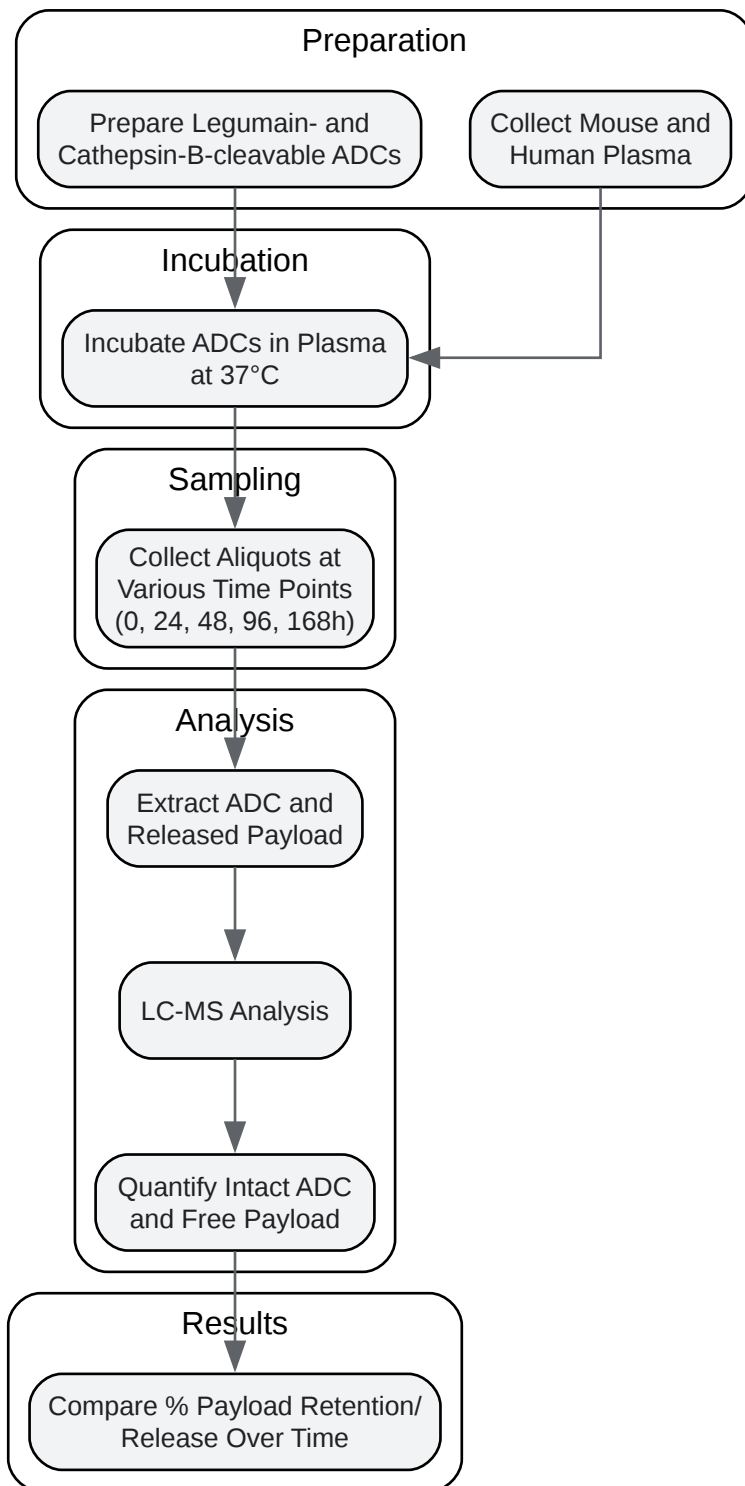 Preparation
Prepare Legumain- and
Cathepsin-B-cleavable ADCs
Collect Mouse and
Human Plasma
Incubation
Incubate ADCs in Plasma
at 37°C
Sampling
Collect Aliquots at
Various Time Points
(0, 24, 48, 96, 168h)
Analysis
Extract ADC and
Released Payload
LC-MS Analysis
Quantify Intact ADC
and Free Payload
Results
Compare % Payload Retention/
Release Over Time